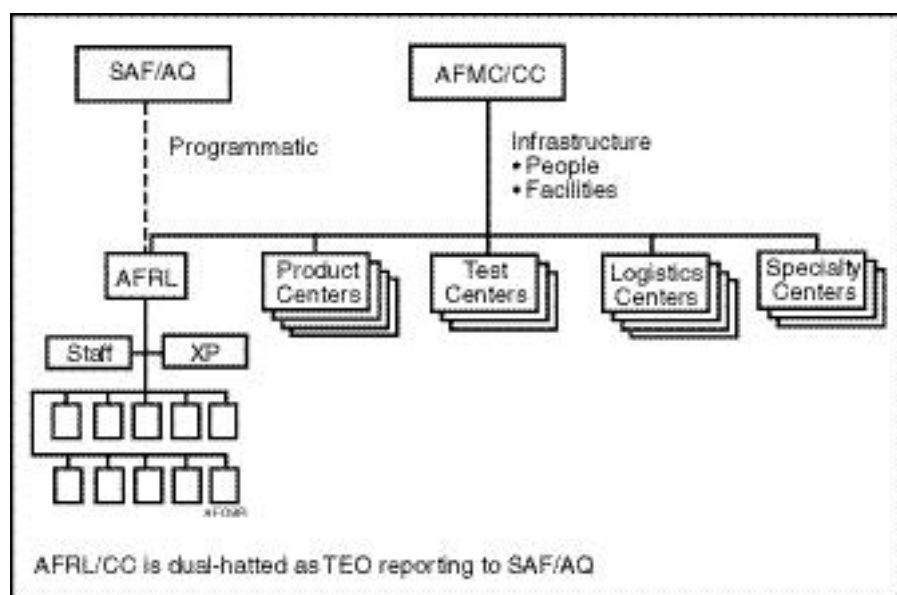 SAF/AQ
AFMC/CC
Programmatic
Infrastructure
• People
• Facilities
AFRL
Product
Centers
Test
Centers
Logistics
Centers
Specialty
Centers
Staff
XP
AFRL/CC is dual-hatted as TEO reporting to SAF/AQ